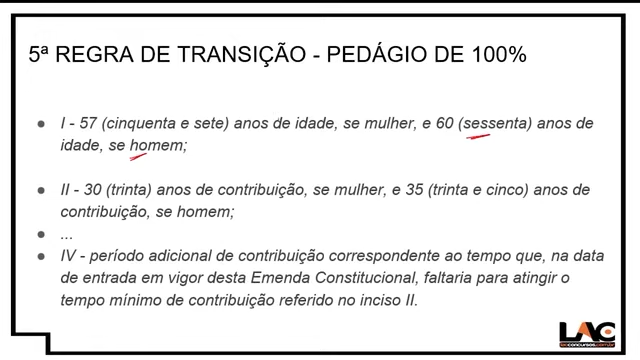 5ª REGRA DE TRANSIÇÃO - PEDÁGIO DE 100%
● I - 57 (cinquenta e sete) anos de idade, se mulher, e 60 (sessenta) anos de
idade, se homem;
● II - 30 (trinta) anos de contribuição, se mulher, e 35 (trinta e cinco) anos de
contribuição, se homem;
● ...
● IV - período adicional de contribuição correspondente ao tempo que, na data
de entrada em vigor desta Emenda Constitucional, faltaria para atingir o
tempo mínimo de contribuição referido no inciso II.
LAC
lacconcursos.com.br